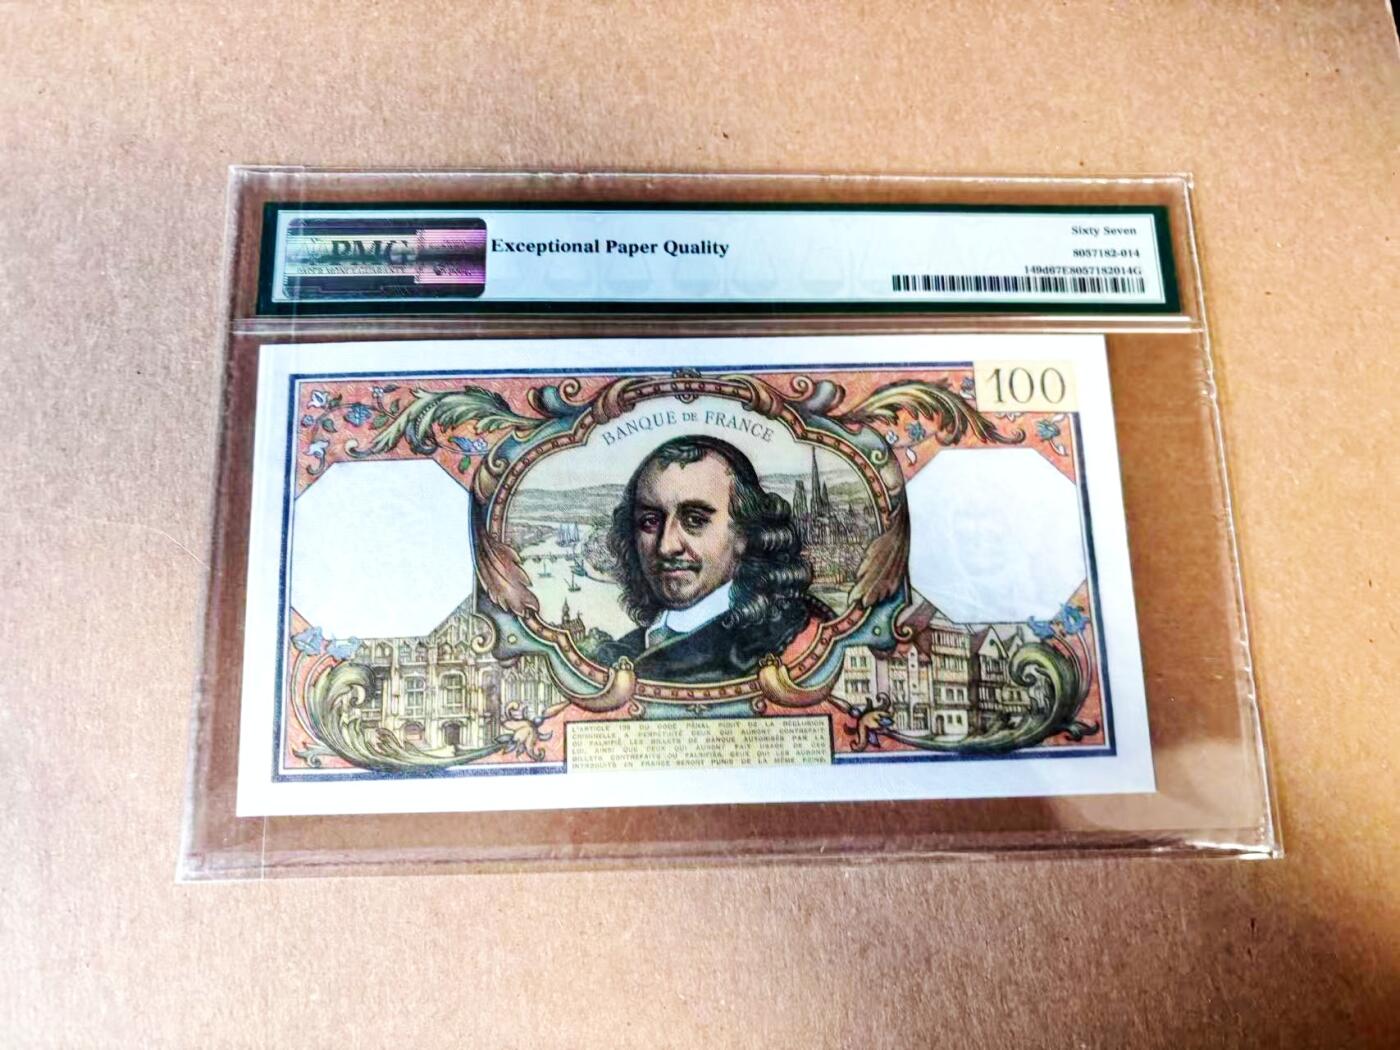 PMG
PAPER MONEY GUARANTY
Exceptional Paper Quality
Sixty Seven
8057182-014
149d67E8057182014G
100
BANQUE DE FRANCE
L'ARTICLE 139 DU CODE PÉNAL PUNIT DE LA RÉCLUSION
CRIMINELLE À PERPÉTUITÉ CEUX QUI AURONT CONTREFAIT
OU FALSIFIÉ LES BILLETS DE BANQUE AUTORISÉS PAR LA
LOI, AINSI QUE CEUX QUI AURONT FAIT USAGE DE CES
BILLETS CONTREFAITS OU FALSIFIÉS, CEUX QUI LES AURONT
INTRODUITS EN FRANCE SERONT PUNIS DE LA MÊME PEINE.